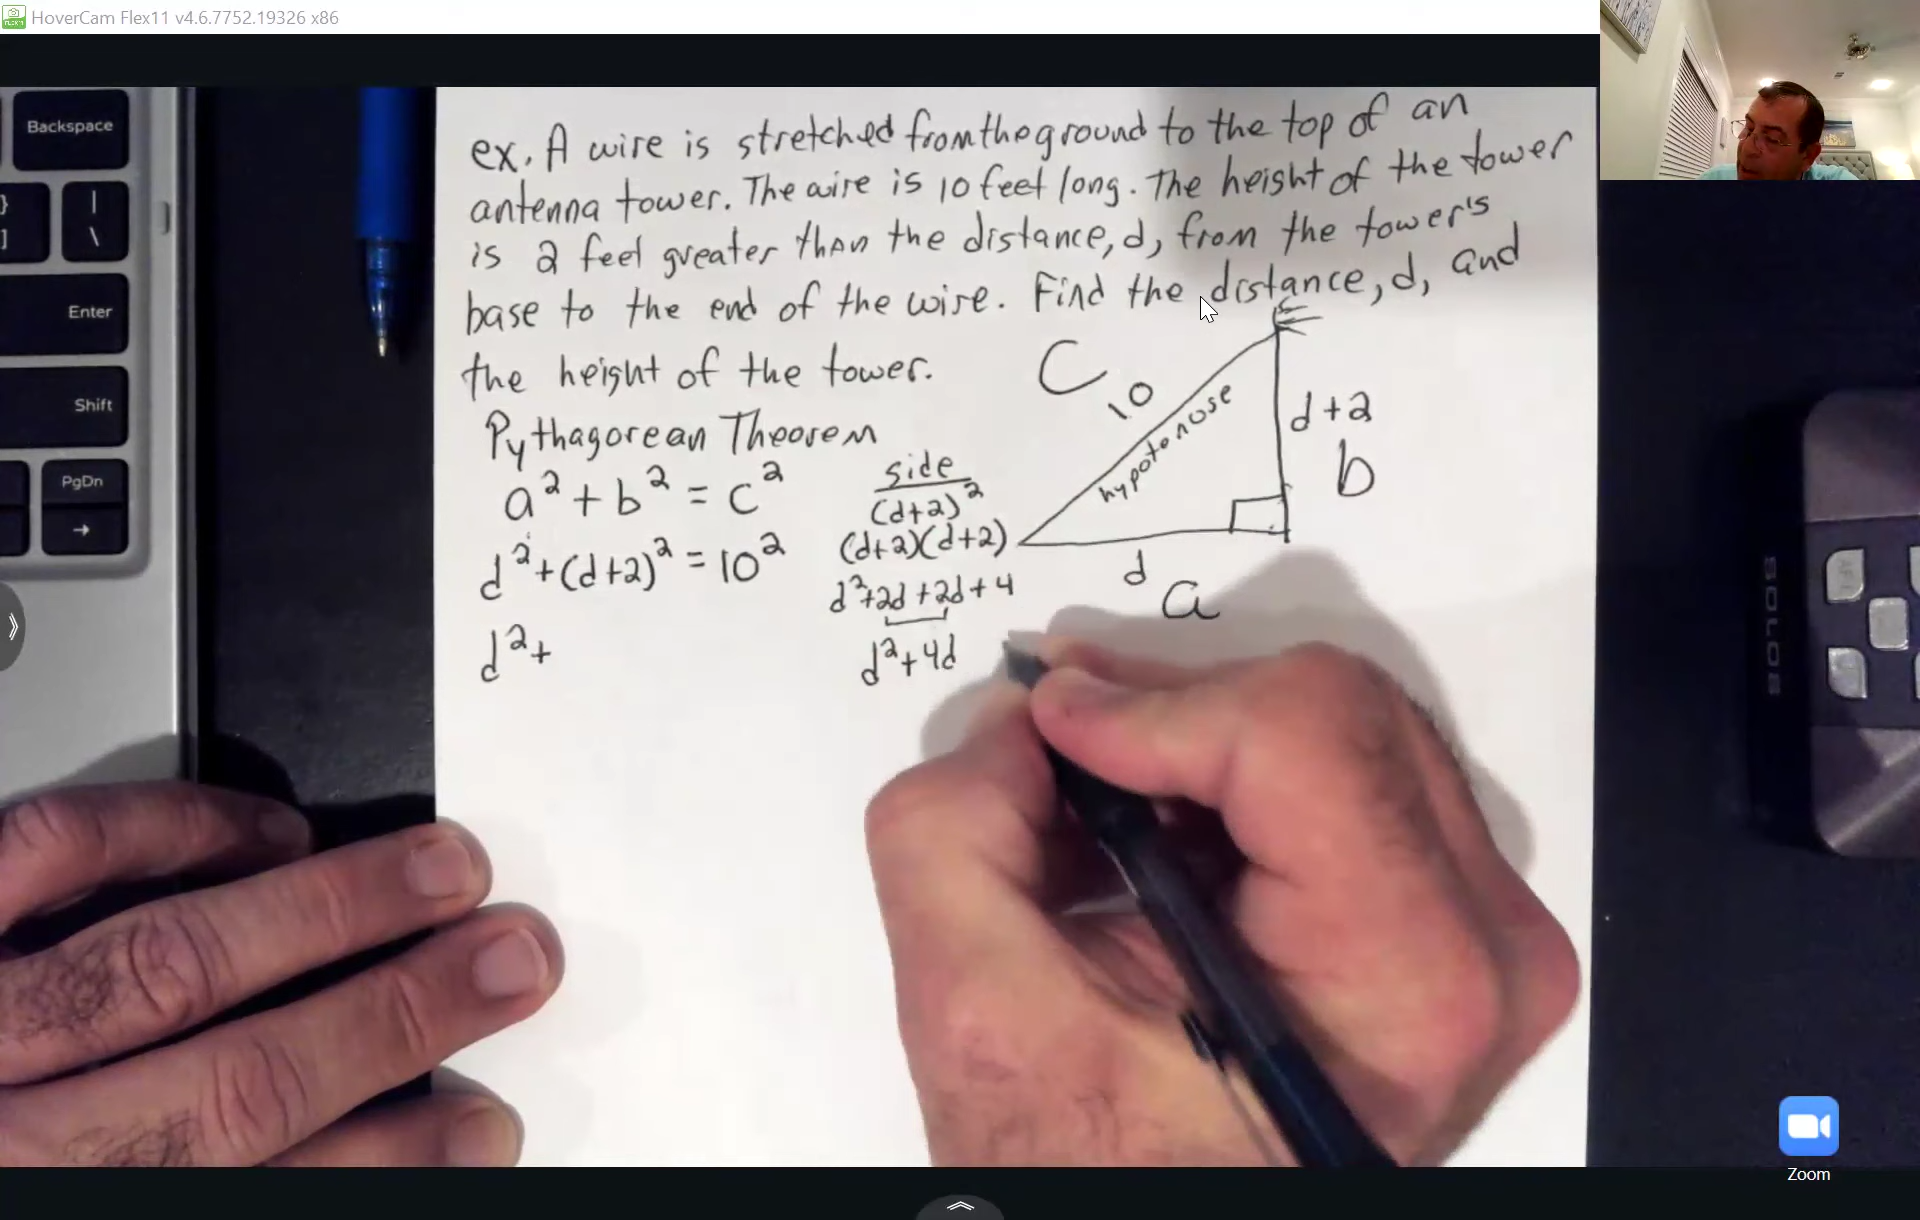 HoverCam Flex11 v4.6.7752.19326 x86
Backspace
}
]
|
\
Enter
Shift
PgDn
→
ex. A wire is stretched from the ground to the top of an
antenna tower. The wire is 10 feet long. The height of the tower
is 2 feet greater than the distance, d, from the tower's
base to the end of the wire. Find the distance, d, and
the height of the tower.
Pythagorean Theorem
a² + b² = c²
d² + (d+2)² = 10²
d² +
side
(d+2)²
(d+2)(d+2)
d² + 2d + 2d + 4
d² + 4d
C
10
hypotenose
d+2
b
d
a
SOLO8
Zoom